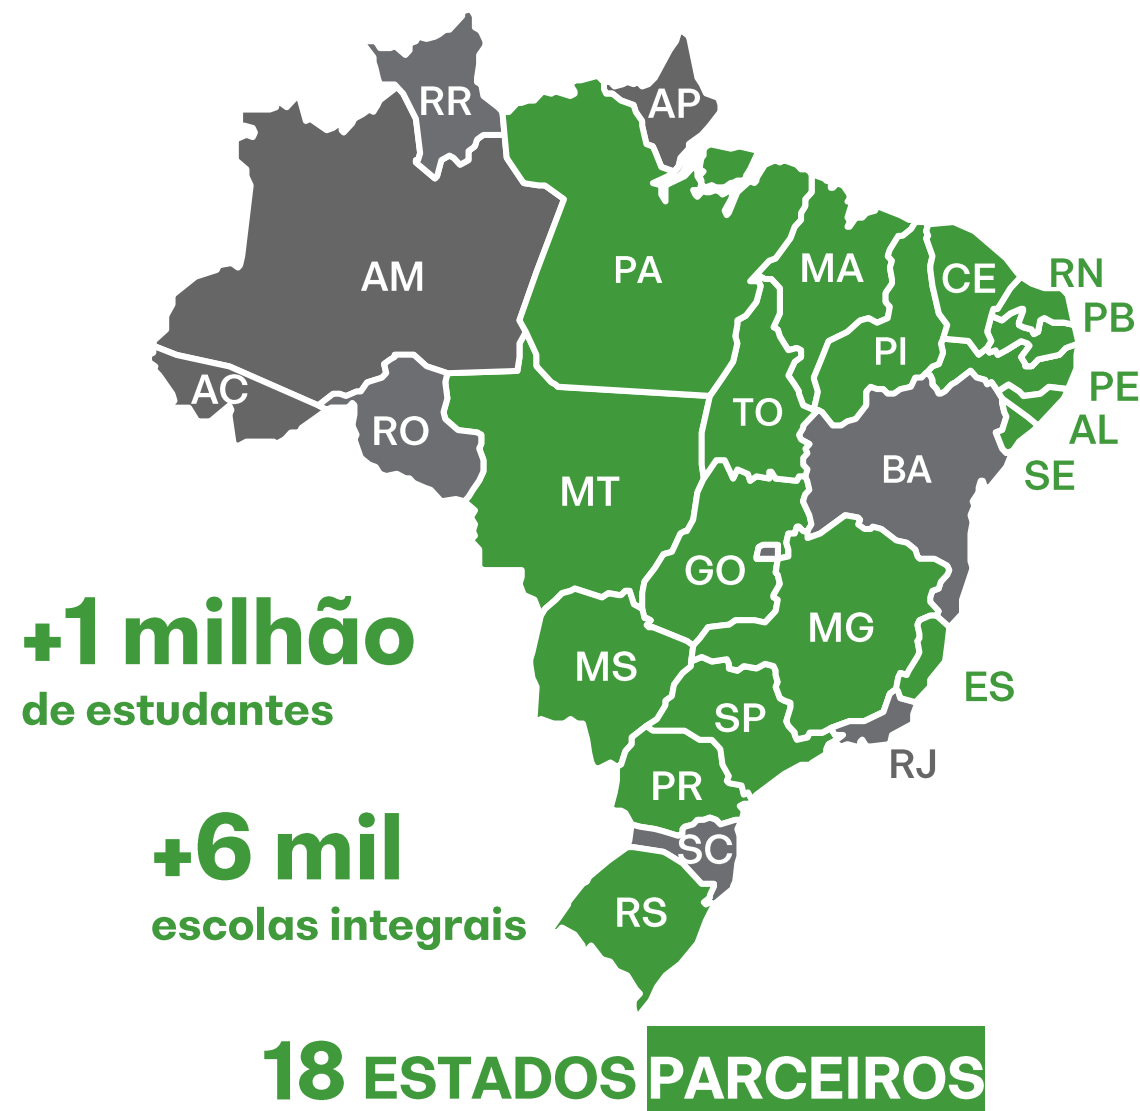 RR
AP
AM
PA
MA
CE
RN
PB
PI
PE
AC
TO
RO
AL
BA
SE
MT
GO
+1 milhão
de estudantes
MG
MS
ES
SP
RJ
PR
+6 mil
SC
escolas integrais
RS
18 ESTADOS PARCEIROS